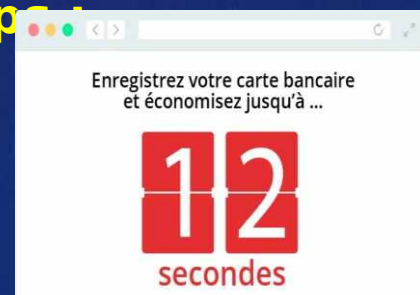 Enregistrez votre carte bancaire
et économisez jusqu'à ...
12
secondes